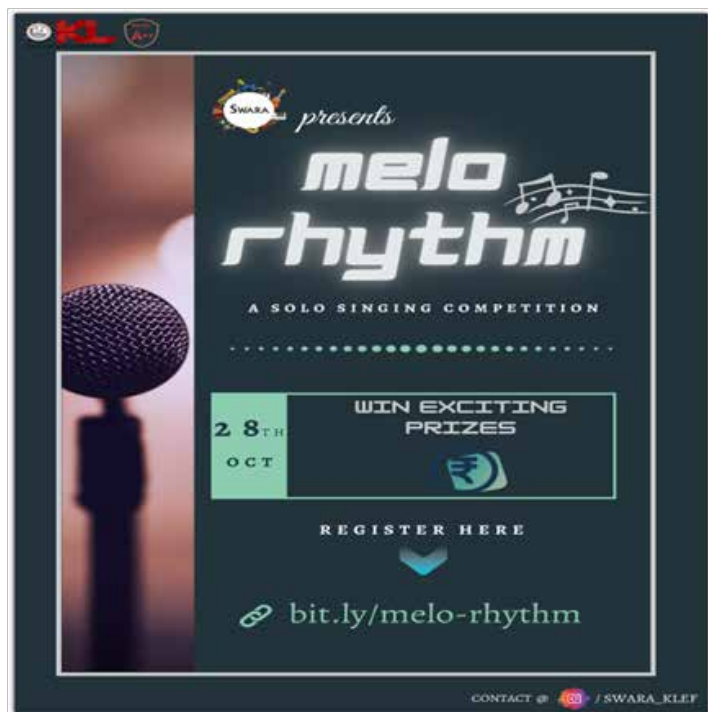 KL
A++
SWARA presents
melo
rhythm
A SOLO SINGING COMPETITION
28TH
OCT
WIN EXCITING
PRIZES
₹
REGISTER HERE
bit.ly/melo-rhythm
CONTACT @ / SWARA_KLEF